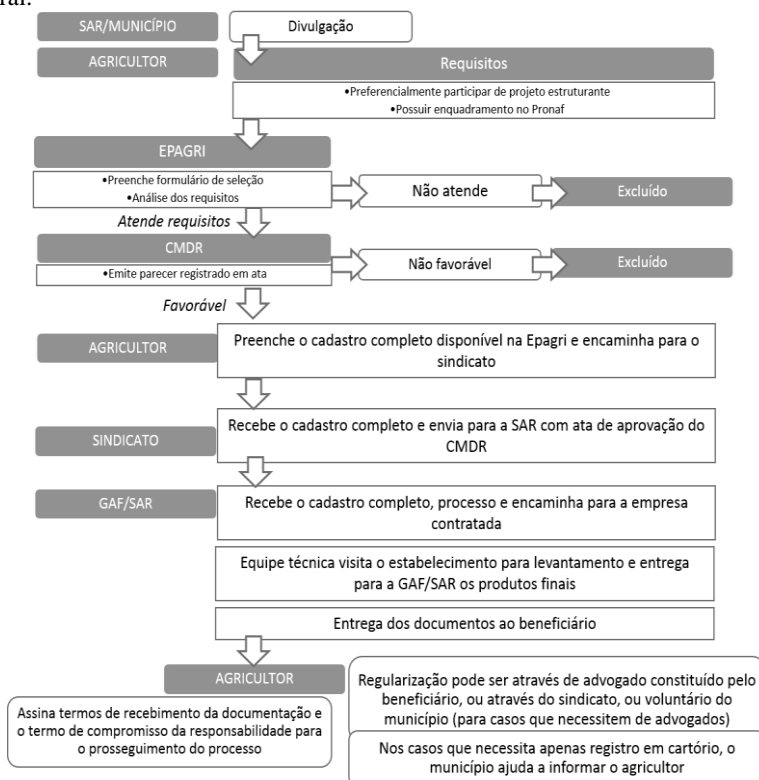 SAR/MUNICÍPIO
Divulgação
AGRICULTOR
Requisitos
•Preferencialmente participar de projeto estruturante
•Possuir enquadramento no Pronaf
EPAGRI
•Preenche formulário de seleção
•Análise dos requisitos
Não atende
Excluído
Atende requisitos
CMDR
•Emite parecer registrado em ata
Não favorável
Excluído
Favorável
AGRICULTOR
Preenche o cadastro completo disponível na Epagri e encaminha para o
sindicato
SINDICATO
Recebe o cadastro completo e envia para a SAR com ata de aprovação do
CMDR
GAF/SAR
Recebe o cadastro completo, processo e encaminha para a empresa
contratada
Equipe técnica visita o estabelecimento para levantamento e entrega
para a GAF/SAR os produtos finais
Entrega dos documentos ao beneficiário
AGRICULTOR
Assina termos de recebimento da documentação e
o termo de compromisso da responsabilidade para
o prosseguimento do processo
Regularização pode ser através de advogado constituído pelo
beneficiário, ou através do sindicato, ou voluntário do
município (para casos que necessitem de advogados)
Nos casos que necessita apenas registro em cartório, o
município ajuda a informar o agricultor